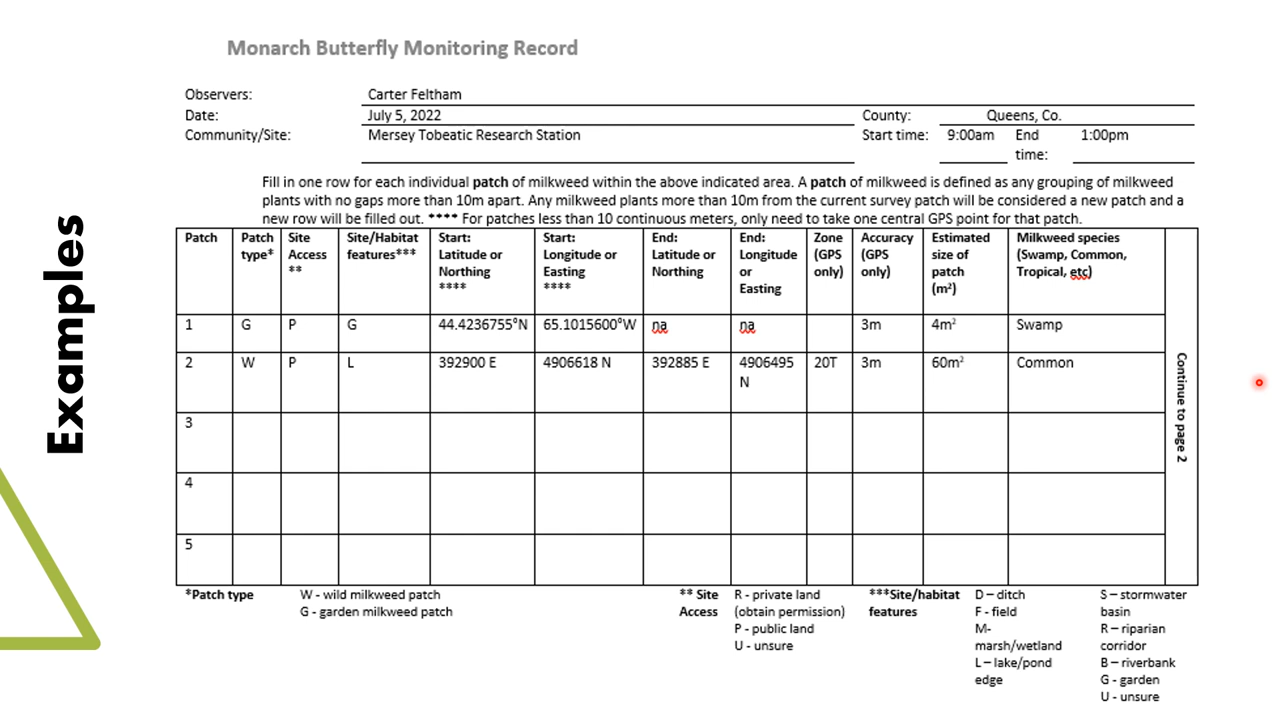 Examples
Monarch Butterfly Monitoring Record
Observers: Carter Feltham
Date: July 5, 2022 County: Queens, Co.
Community/Site: Mersey Tobeatic Research Station Start time: 9:00am End time: 1:00pm
Fill in one row for each individual patch of milkweed within the above indicated area. A patch of milkweed is defined as any grouping of milkweed
plants with no gaps more than 10m apart. Any milkweed plants more than 10m from the current survey patch will be considered a new patch and a
new row will be filled out. **** For patches less than 10 continuous meters, only need to take one central GPS point for that patch.
Patch
Patch
type*
Site
Access
**
Site/Habitat
features***
Start:
Latitude or
Northing
****
Start:
Longitude or
Easting
****
End:
Latitude or
Northing
End:
Longitude
or
Easting
Zone
(GPS
only)
Accuracy
(GPS
only)
Estimated
size of
patch
(m²)
Milkweed species
(Swamp, Common,
Tropical, etc)
1 G P G 44.4236755°N 65.1015600°W na na 3m 4m² Swamp
2 W P L 392900 E 4906618 N 392885 E 4906495 N 20T 3m 60m² Common
3
4
5
Continue to page 2
*Patch type
W - wild milkweed patch
G - garden milkweed patch
** Site
Access
R - private land
(obtain permission)
P - public land
U - unsure
***Site/habitat
features
D – ditch
F - field
M-
marsh/wetland
L – lake/pond
edge
S – stormwater
basin
R – riparian
corridor
B – riverbank
G - garden
U - unsure